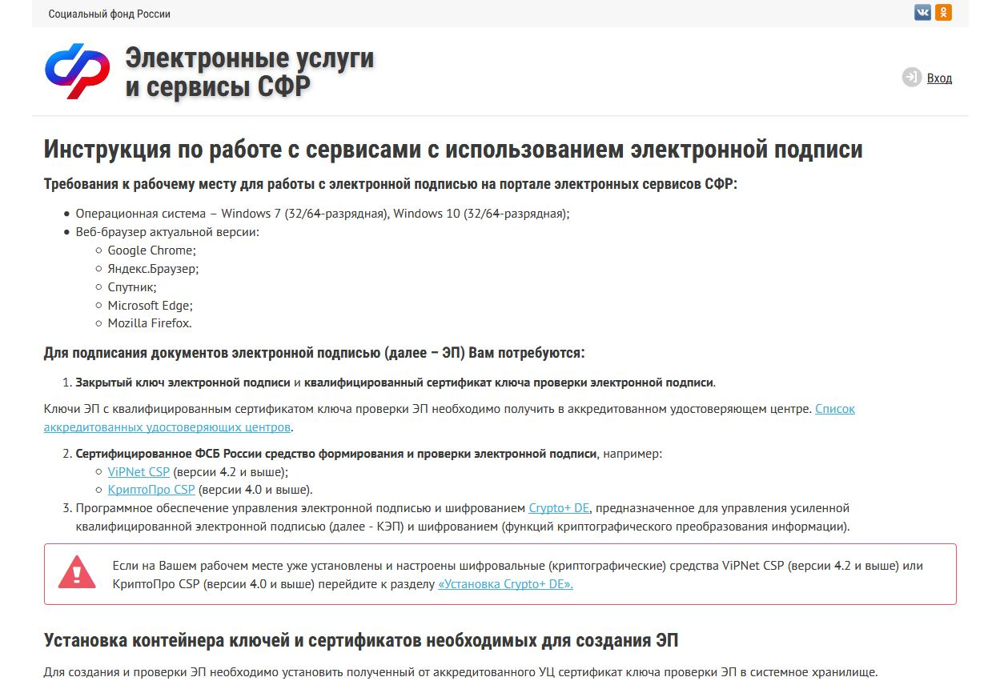 Социальный фонд России
Электронные услуги
и сервисы СФР
Вход
Инструкция по работе с сервисами с использованием электронной подписи
Требования к рабочему месту для работы с электронной подписью на портале электронных сервисов СФР:
• Операционная система – Windows 7 (32/64-разрядная), Windows 10 (32/64-разрядная);
• Веб-браузер актуальной версии:
○ Google Chrome;
○ Яндекс.Браузер;
○ Спутник;
○ Microsoft Edge;
○ Mozilla Firefox.
Для подписания документов электронной подписью (далее – ЭП) Вам потребуются:
1. Закрытый ключ электронной подписи и квалифицированный сертификат ключа проверки электронной подписи.
Ключи ЭП с квалифицированным сертификатом ключа проверки ЭП необходимо получить в аккредитованном удостоверяющем центре. Список
аккредитованных удостоверяющих центров.
2. Сертифицированное ФСБ России средство формирования и проверки электронной подписи, например:
○ ViPNet CSP (версии 4.2 и выше);
○ КриптоПро CSP (версии 4.0 и выше).
3. Программное обеспечение управления электронной подписью и шифрованием Crypto+ DE, предназначенное для управления усиленной
квалифицированной электронной подписью (далее - КЭП) и шифрованием (функций криптографического преобразования информации).
Если на Вашем рабочем месте уже установлены и настроены шифровальные (криптографические) средства ViPNet CSP (версии 4.2 и выше) или
КриптоПро CSP (версии 4.0 и выше) перейдите к разделу «Установка Crypto+ DE».
Установка контейнера ключей и сертификатов необходимых для создания ЭП
Для создания и проверки ЭП необходимо установить полученный от аккредитованного УЦ сертификат ключа проверки ЭП в системное хранилище.